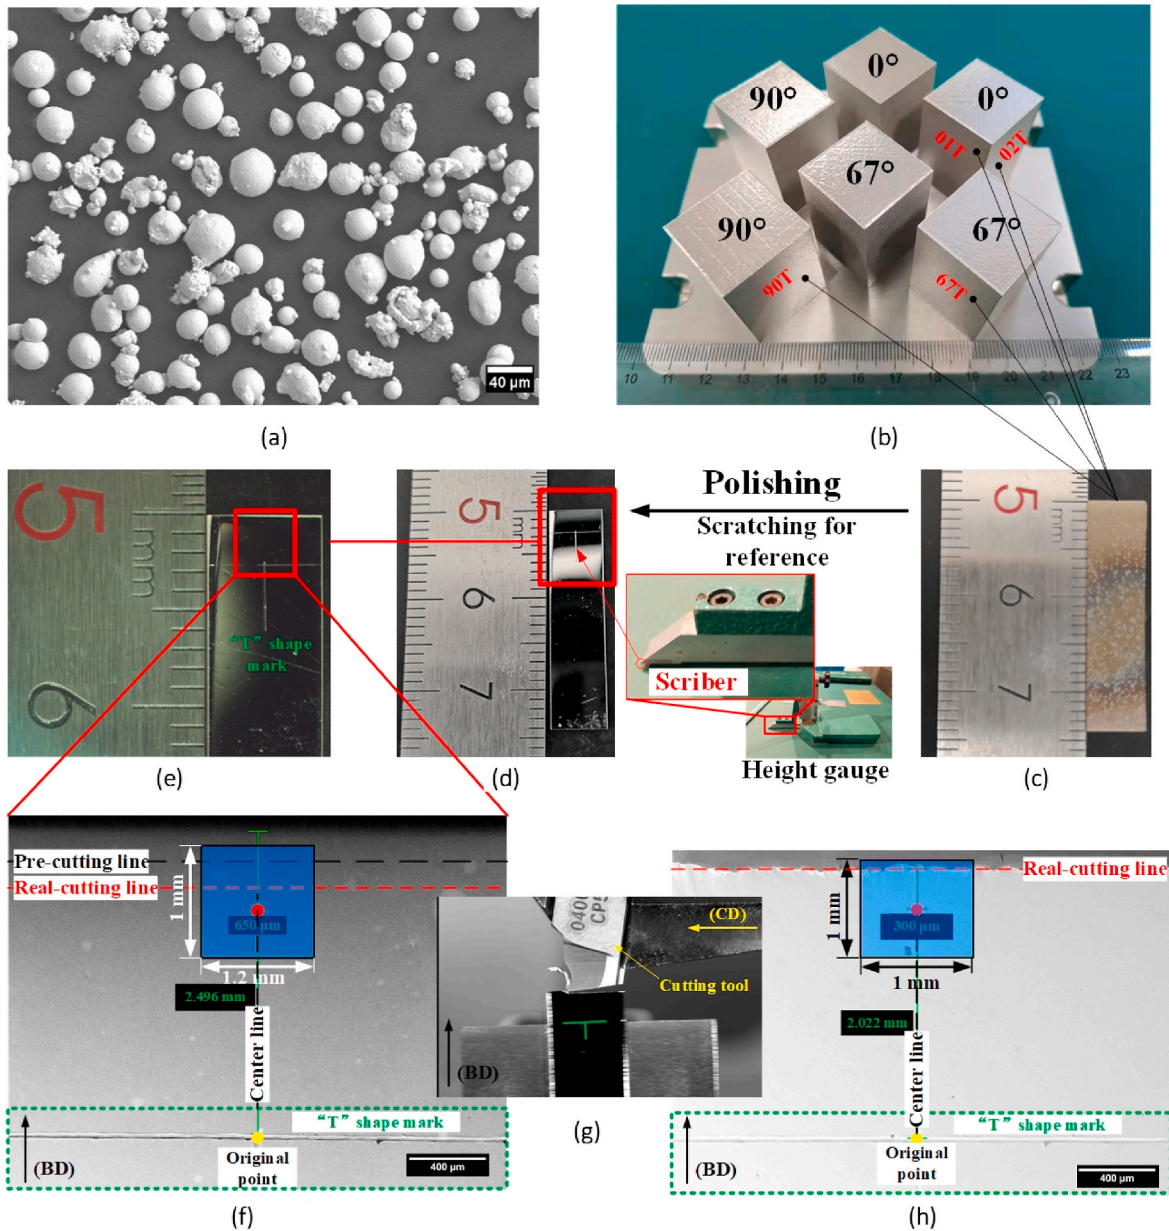 40 μm
(a)
0°
90°
0°
01T
02T
67°
90°
67°
90T
67T
10 11 12 13 14 15 16 17 18 19 20 21 22 23
(b)
5
mm
6
“T” shape
mark
(e)
5
mm
6
7
(d)
Polishing
Scratching for
reference
Scriber
Height gauge
5
mm
6
7
(c)
Pre-cutting line
Real-cutting line
1 mm
650 μm
1.2 mm
2.496 mm
Center line
“T” shape mark
(BD)
Original
point
400 μm
(f)
(CD)
Cutting tool
(BD)
(g)
Real-cutting line
1 mm
300 μm
1 mm
2.022 mm
Center line
“T” shape mark
(BD)
Original
point
400 μm
(h)